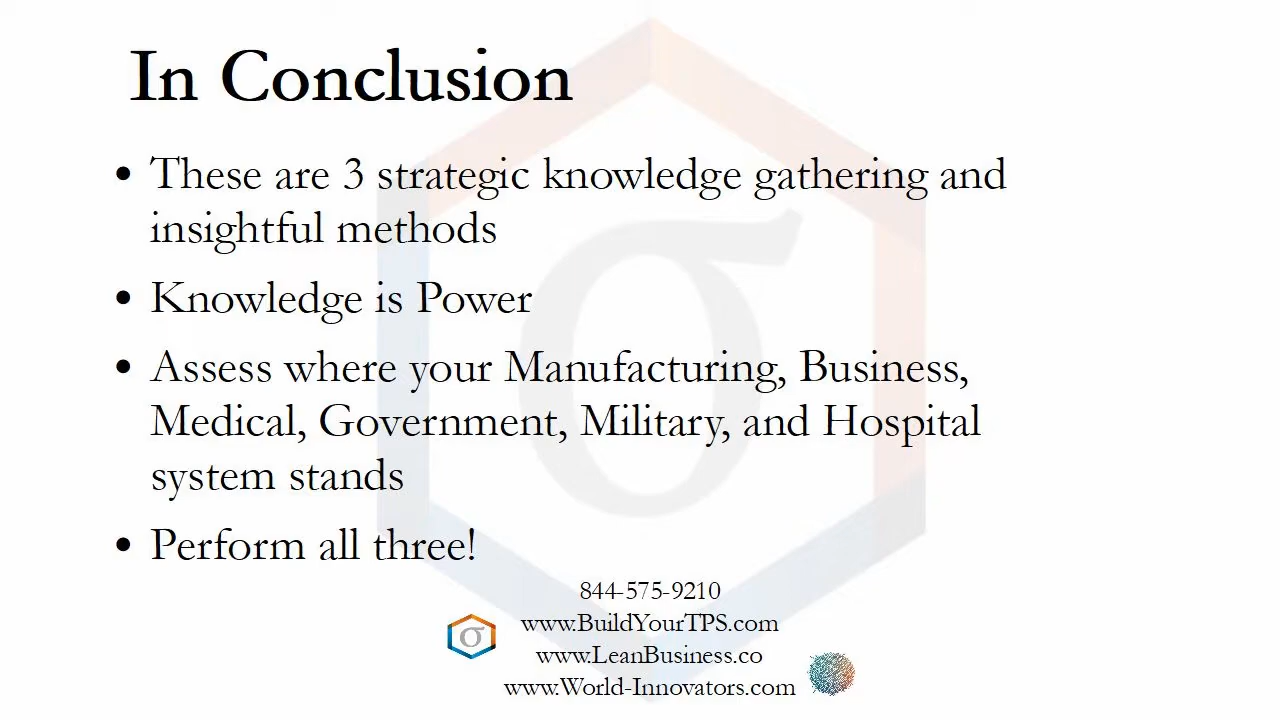 In Conclusion
• These are 3 strategic knowledge gathering and
insightful methods
• Knowledge is Power
• Assess where your Manufacturing, Business,
Medical, Government, Military, and Hospital
system stands
• Perform all three!
844-575-9210
www.BuildYourTPS.com
σ
www.LeanBusiness.co
www.World-Innovators.com